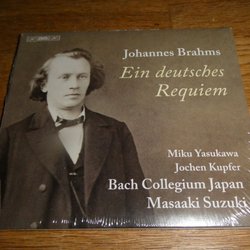 Johannes Brahms
Ein deutsches
Requiem
Miku Yasukawa
Jochen Kupfer
Bach Collegium Japan
Masaaki Suzuki